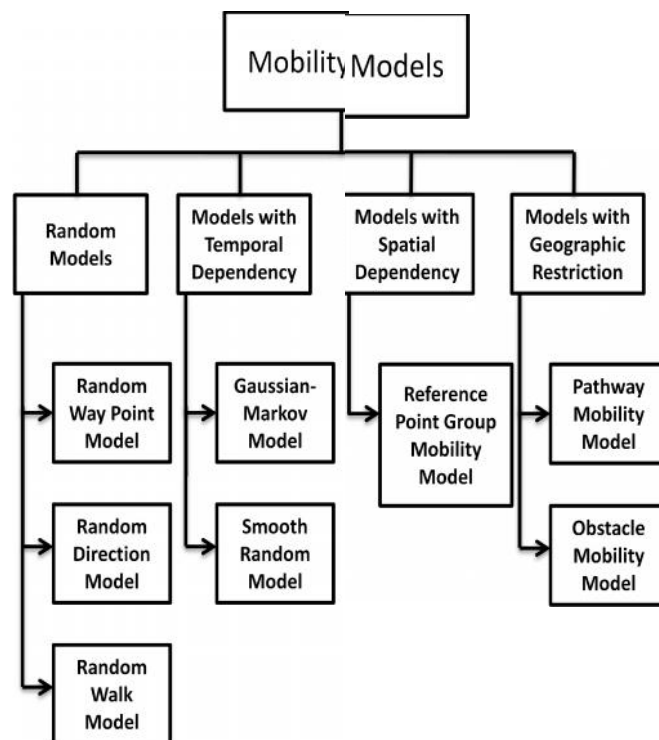 Mobility Models
Random
Models
Models with
Temporal
Dependency
Models with
Spatial
Dependency
Models with
Geographic
Restriction
Random
Way Point
Model
Gaussian-
Markov
Model
Reference
Point Group
Mobility
Model
Pathway
Mobility
Model
Random
Direction
Model
Smooth
Random
Model
Obstacle
Mobility
Model
Random
Walk
Model